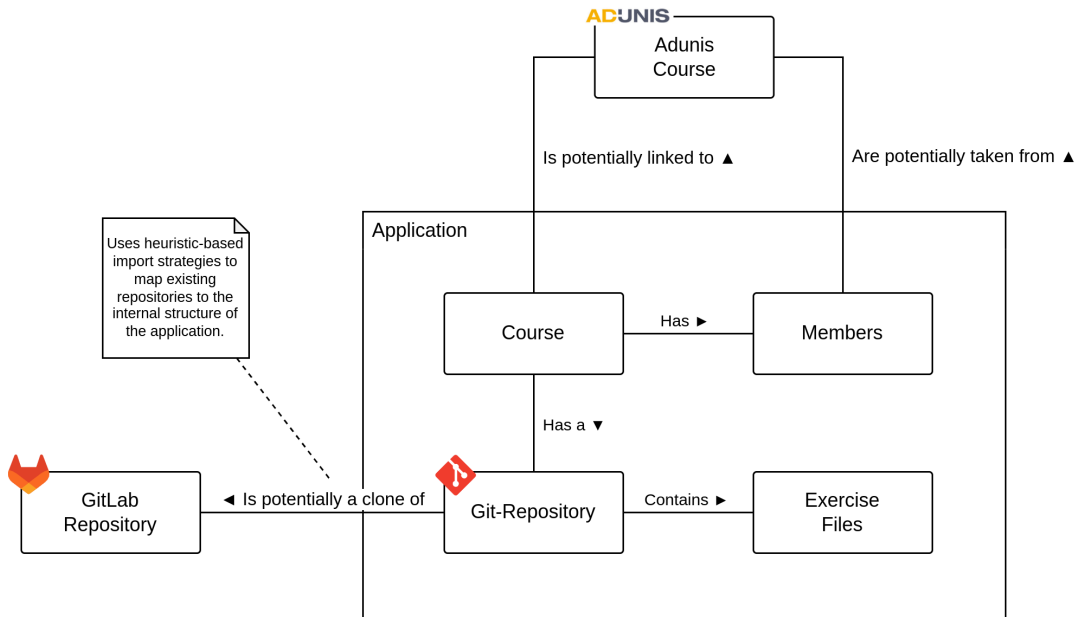 ADUNIS
Adunis
Course
Is potentially linked to ▲
Are potentially taken from ▲
Application
Uses heuristic-based
import strategies to
map existing
repositories to the
internal structure of
the application.
Course
Has ►
Members
Has a ▼
GitLab
Repository
◄ Is potentially a clone of
Git-Repository
Contains ►
Exercise
Files